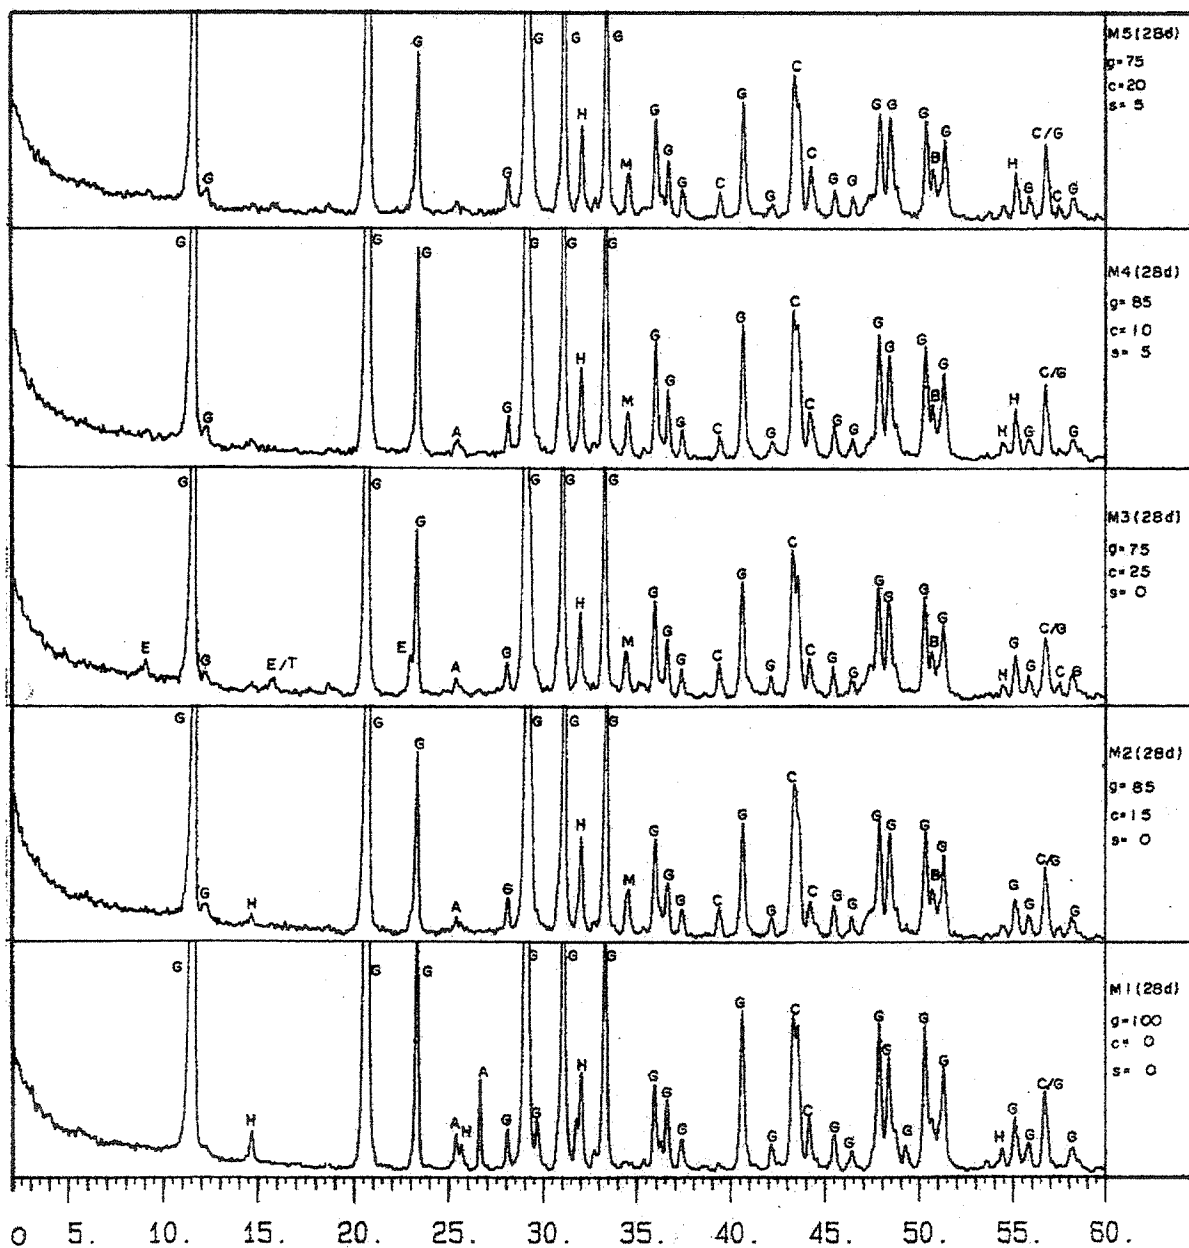 G G G
G C M5(28d)
g=75
H G G G G G c=20
G G M G C B G C/G H s=5
G G C G G G G C G
G G G G G
G C M4(28d)
H G G G G g=85
G G M G C B G C/G H c=10
A G C G G G H G G s=5
G G G G G
G C M3(28d)
E E/T E H G G G G G g=75
G A G M G G C C G G G B G C/G c=25
H G C G s=0
G G G G G
G C M2(28d)
H G G G G g=85
G H A G M G G C G C G G B G G C/G G G c=15
s=0
G G G G G G
G C G G M1(28d)
A H G G C G G g=100
H A H G G G G G G G H G G C/G G c=0
s=0
0 5. 10. 15. 20. 25. 30. 35. 40. 45. 50. 55. 60.